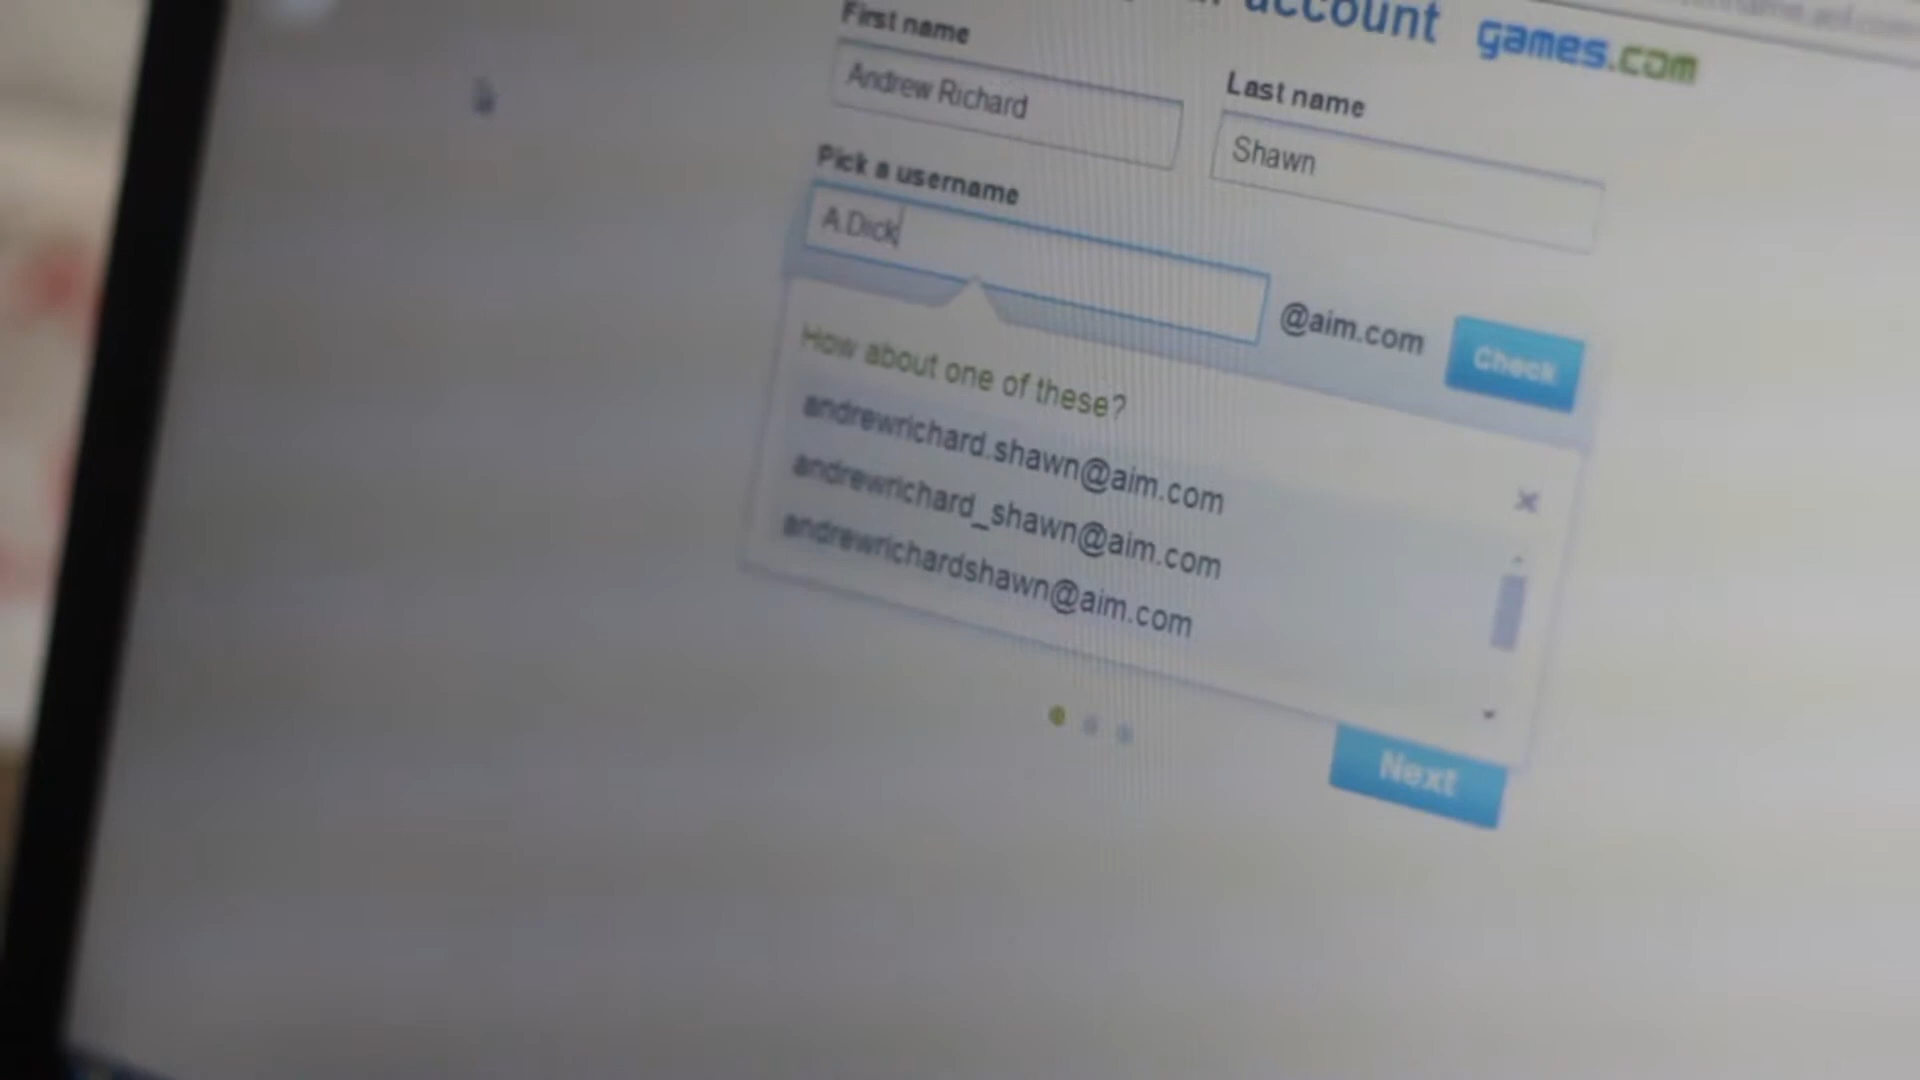 account games.com
First name
Last name
Andrew Richard
Shawn
Pick a username
A.Dick
@aim.com
Check
How about one of these?
andrewrichard.shawn@aim.com
andrewrichard_shawn@aim.com
andrewrichardshawn@aim.com
Next